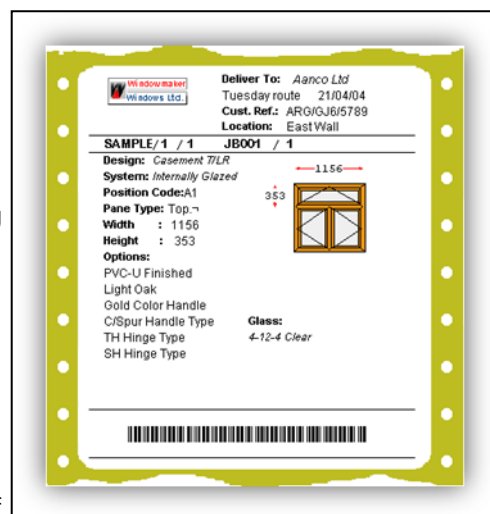 Windowmaker
Windows Ltd.
Deliver To: Aanco Ltd
Tuesday route 21/04/04
Cust. Ref.: ARG/GJ6/5789
Location: East Wall
SAMPLE/1 / 1 JB001 / 1
Design: Casement T/LR
System: Internally Glazed
Position Code:A1
Pane Type: Top.¬
Width : 1156
Height : 353
1156
353
Options:
PVC-U Finished
Light Oak
Gold Color Handle
C/Spur Handle Type
TH Hinge Type
SH Hinge Type
Glass:
4-12-4 Clear